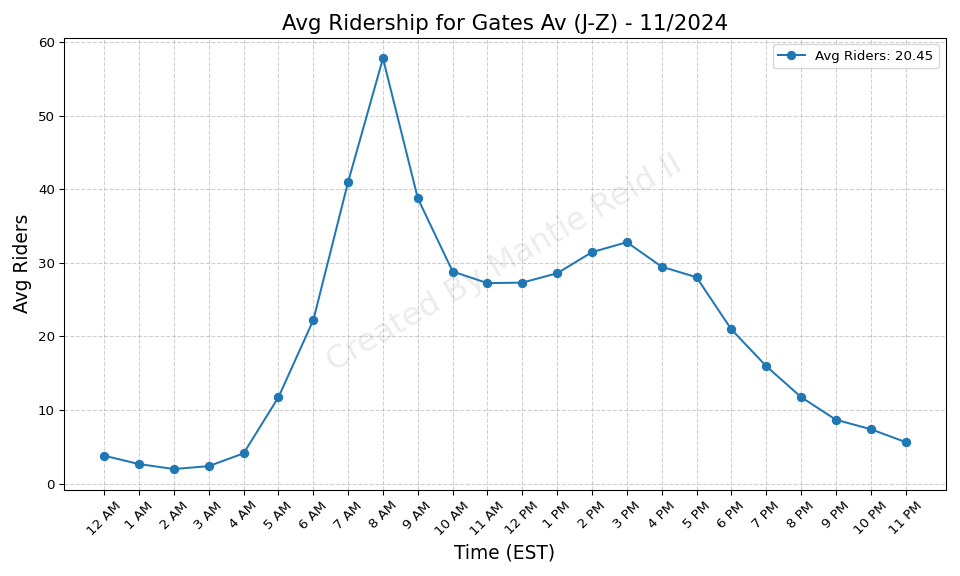 Avg Ridership for Gates Av (J-Z) - 11/2024
Avg Riders: 20.45
Avg Riders
60
50
40
30
20
10
0
Created By Mantie Reid II
12 AM
1 AM
2 AM
3 AM
4 AM
5 AM
6 AM
7 AM
8 AM
9 AM
10 AM
11 AM
12 PM
1 PM
2 PM
3 PM
4 PM
5 PM
6 PM
7 PM
8 PM
9 PM
10 PM
11 PM
Time (EST)